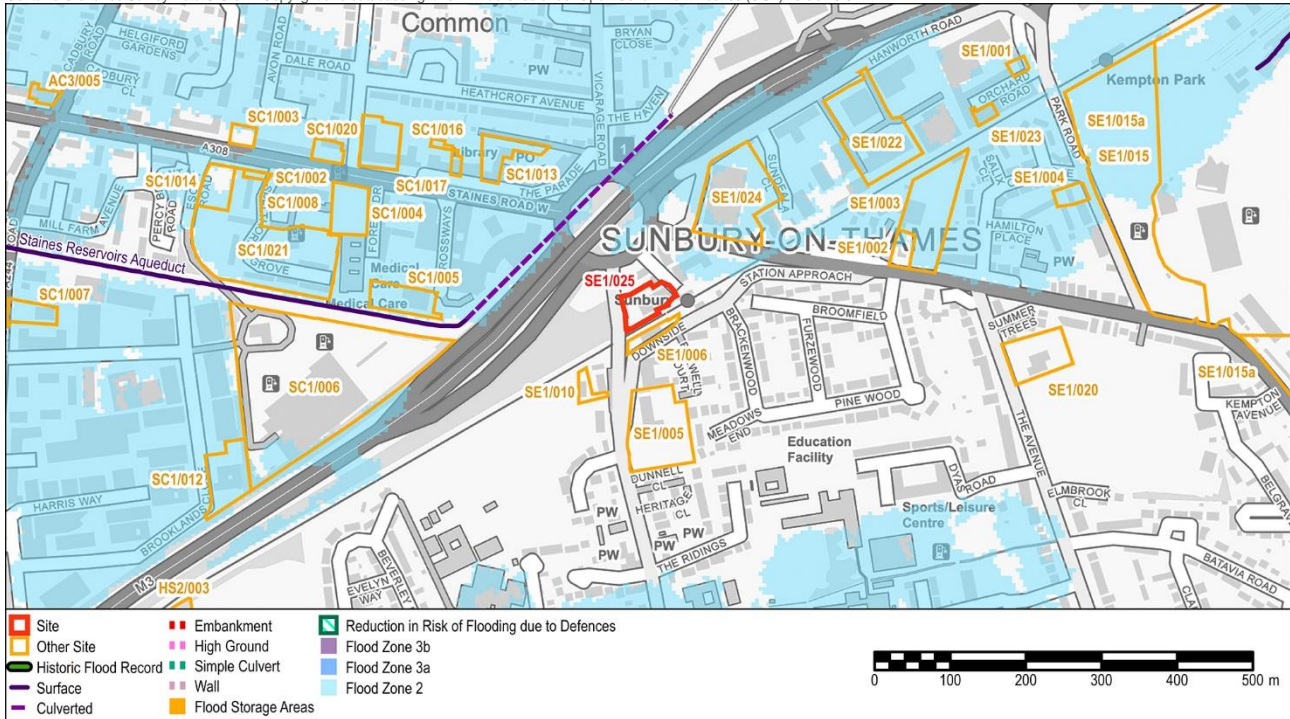 Common
HELGIFORD
GARDENS
CADBURY
ROAD
CADBURY
CL
AVON ROAD
DALE ROAD
BRYAN
CLOSE
PW
HEATHCROFT AVENUE
VICARAGE ROAD
THE HAVEN
HANWORTH ROAD
SE1/001
Kempton Park
ORCHARD
ROAD
PARK ROAD
AC3/005
SC1/003
SC1/020
SC1/016
Library
PO
SC1/013
THE PARADE
1
SE1/022
SE1/023
SE1/015a
SE1/015
A308
SC1/014
ROAD
SC1/002
SC1/017
STAINES ROAD W
SC1/008
SC1/004
SUNDEALA
CL
SE1/024
SE1/003
SE1/004
MILL FARM
AVENUE
PERCY
ROAD
SC1/021
GROVE
CROSSWAYS
SUNBURY-ON-THAMES
SE1/002
HAMILTON
PLACE
PW
Staines Reservoirs Aqueduct
Medical
Care
SC1/005
Medical Care
SE1/025
Sunbury
STATION APPROACH
SC1/007
DOWNSIDE
SE1/006
BRACKENWOOD
FURZEWOOD
BROOMFIELD
SUMMER
TREES
SE1/020
SE1/015a
KEMPTON
AVENUE
SC1/006
SE1/010
SE1/005
MEADOWS
END
PINE WOOD
THE AVENUE
Education
Facility
SC1/012
DUNNELL
CL
HERITAGE
CL
DYAS
ROAD
ELMBROOK
CL
HARRIS WAY
PW
PW
PW
PW
THE RIDINGS
Sports/Leisure
Centre
BATAVIA ROAD
M3
EVELYN
WAY
BEVERLEY
HS2/003
Site
Other Site
Historic Flood Record
Surface
Culverted
Embankment
High Ground
Simple Culvert
Wall
Flood Storage Areas
Reduction in Risk of Flooding due to Defences
Flood Zone 3b
Flood Zone 3a
Flood Zone 2
0 100 200 300 400 500 m